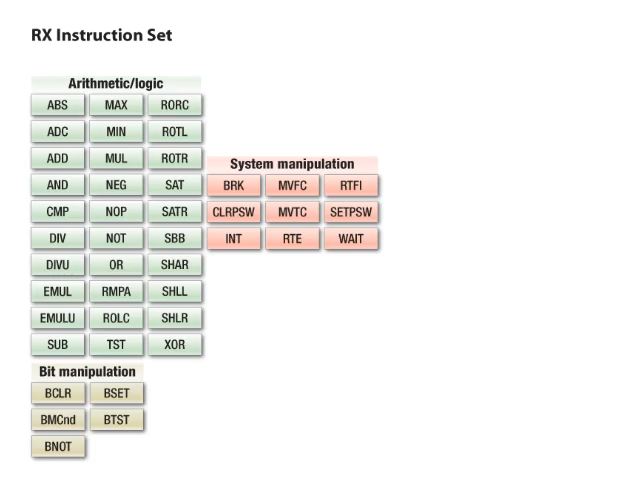 RX Instruction Set
Arithmetic/logic
ABS MAX RORC
ADC MIN ROTL
ADD MUL ROTR
AND NEG SAT
CMP NOP SATR
DIV NOT SBB
DIVU OR SHAR
EMUL RMPA SHLL
EMULU ROLC SHLR
SUB TST XOR
System manipulation
BRK MVFC RTFI
CLRPSW MVTC SETPSW
INT RTE WAIT
Bit manipulation
BCLR BSET
BMCnd BTST
BNOT